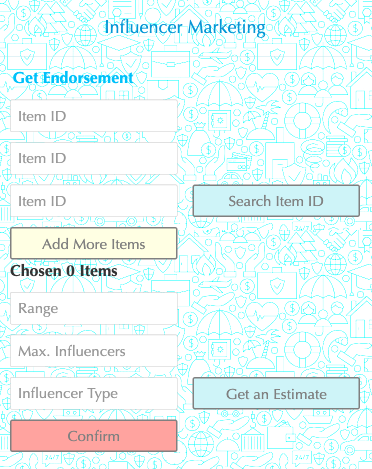 Influencer Marketing
Get Endorsement
Item ID
Item ID
Item ID
Search Item ID
Add More Items
Chosen 0 Items
Range
Max. Influencers
Influencer Type
Get an Estimate
Confirm